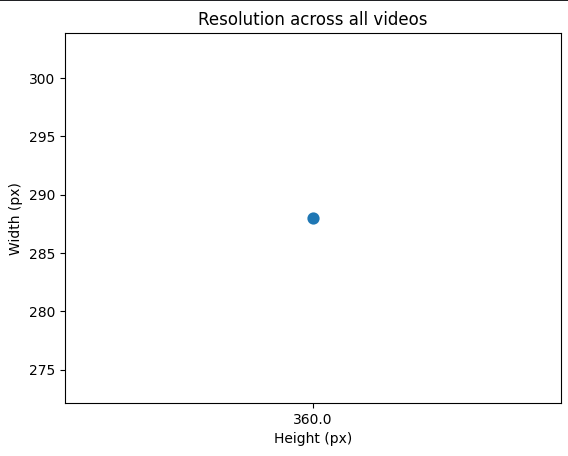 Resolution across all videos
300
295
290
285
280
275
Width (px)
360.0
Height (px)